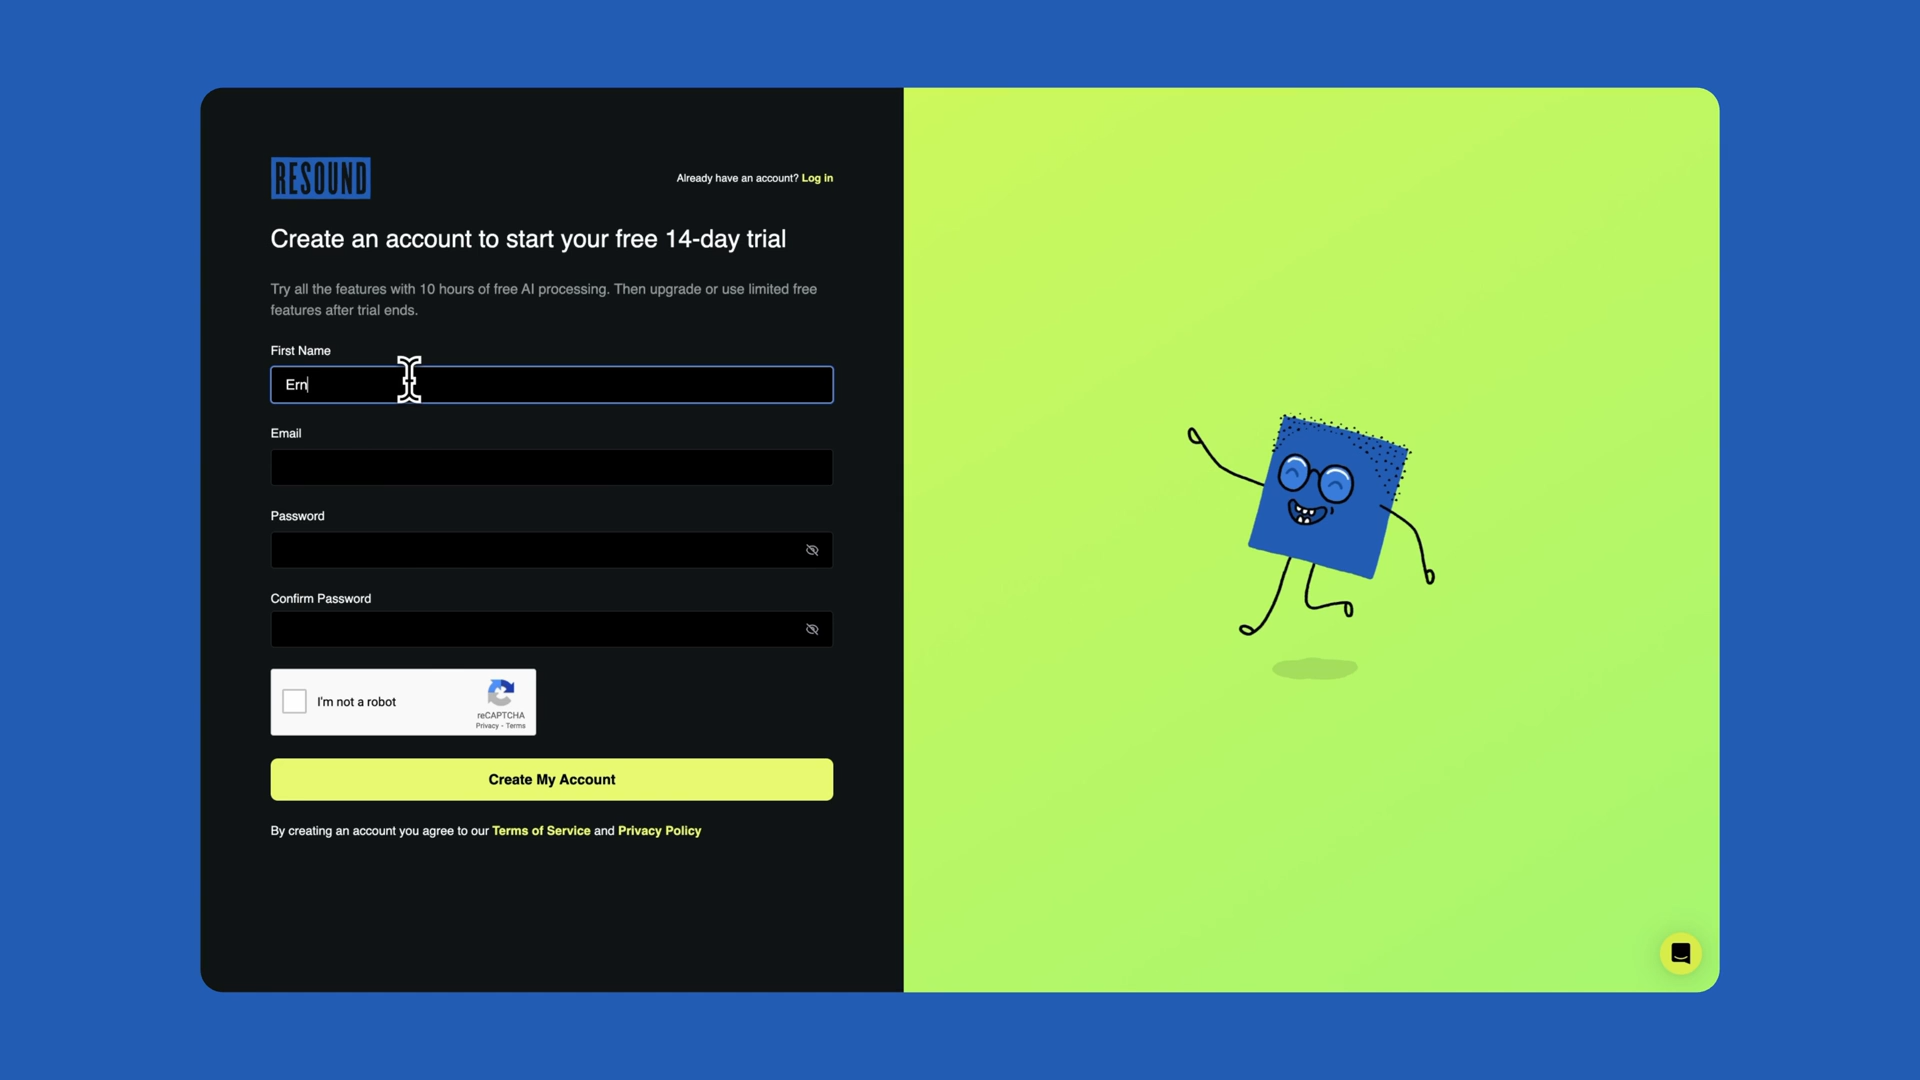 RESOUND
Already have an account? Log in
Create an account to start your free 14-day trial
Try all the features with 10 hours of free AI processing. Then upgrade or use limited free
features after trial ends.
First Name
Ern
Email
Password
Confirm Password
I'm not a robot
reCAPTCHA
Privacy - Terms
Create My Account
By creating an account you agree to our Terms of Service and Privacy Policy